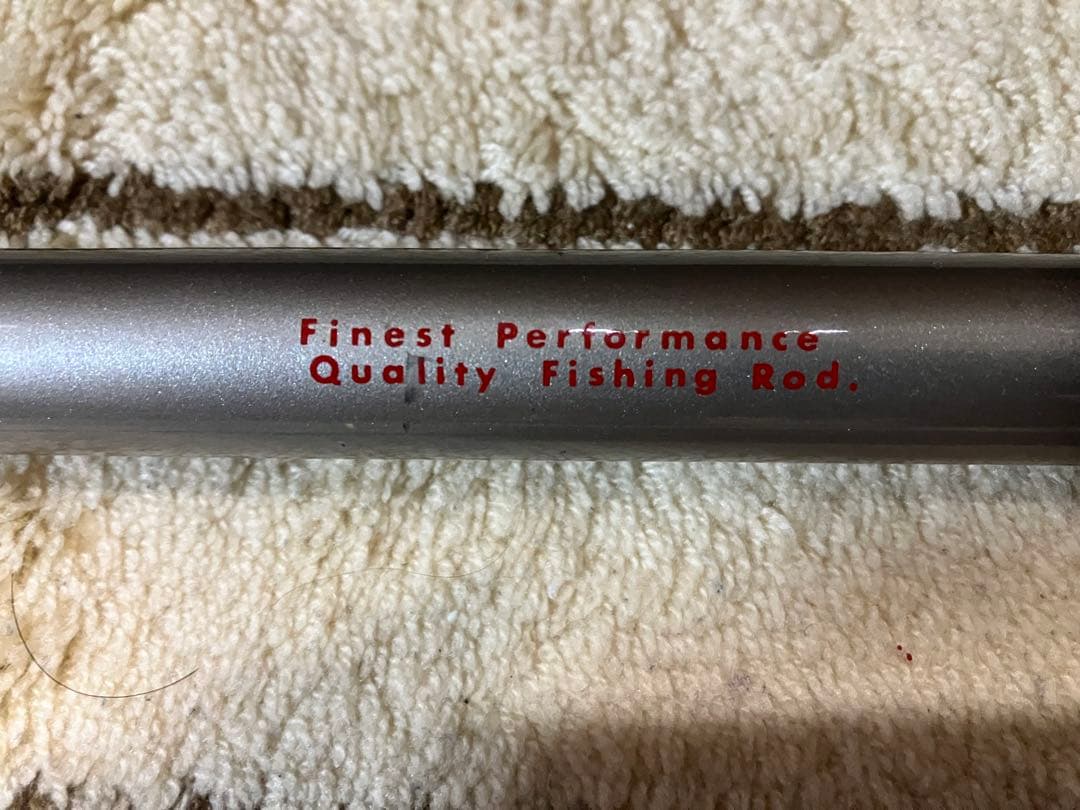 Finest Performance
Quality Fishing Rod.